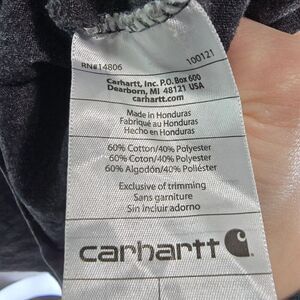 RN#14806 100121
Carhartt, Inc. P.O. Box 600
Dearborn, MI 48121 USA
carhartt.com
Made in Honduras
Fabriqué au Honduras
Hecho en Honduras
60% Cotton/40% Polyester
60% Coton/40% Polyester
60% Algodón/40% Poliéster
Exclusive of trimming
Sans garniture
Sin incluir adorno
carhartt